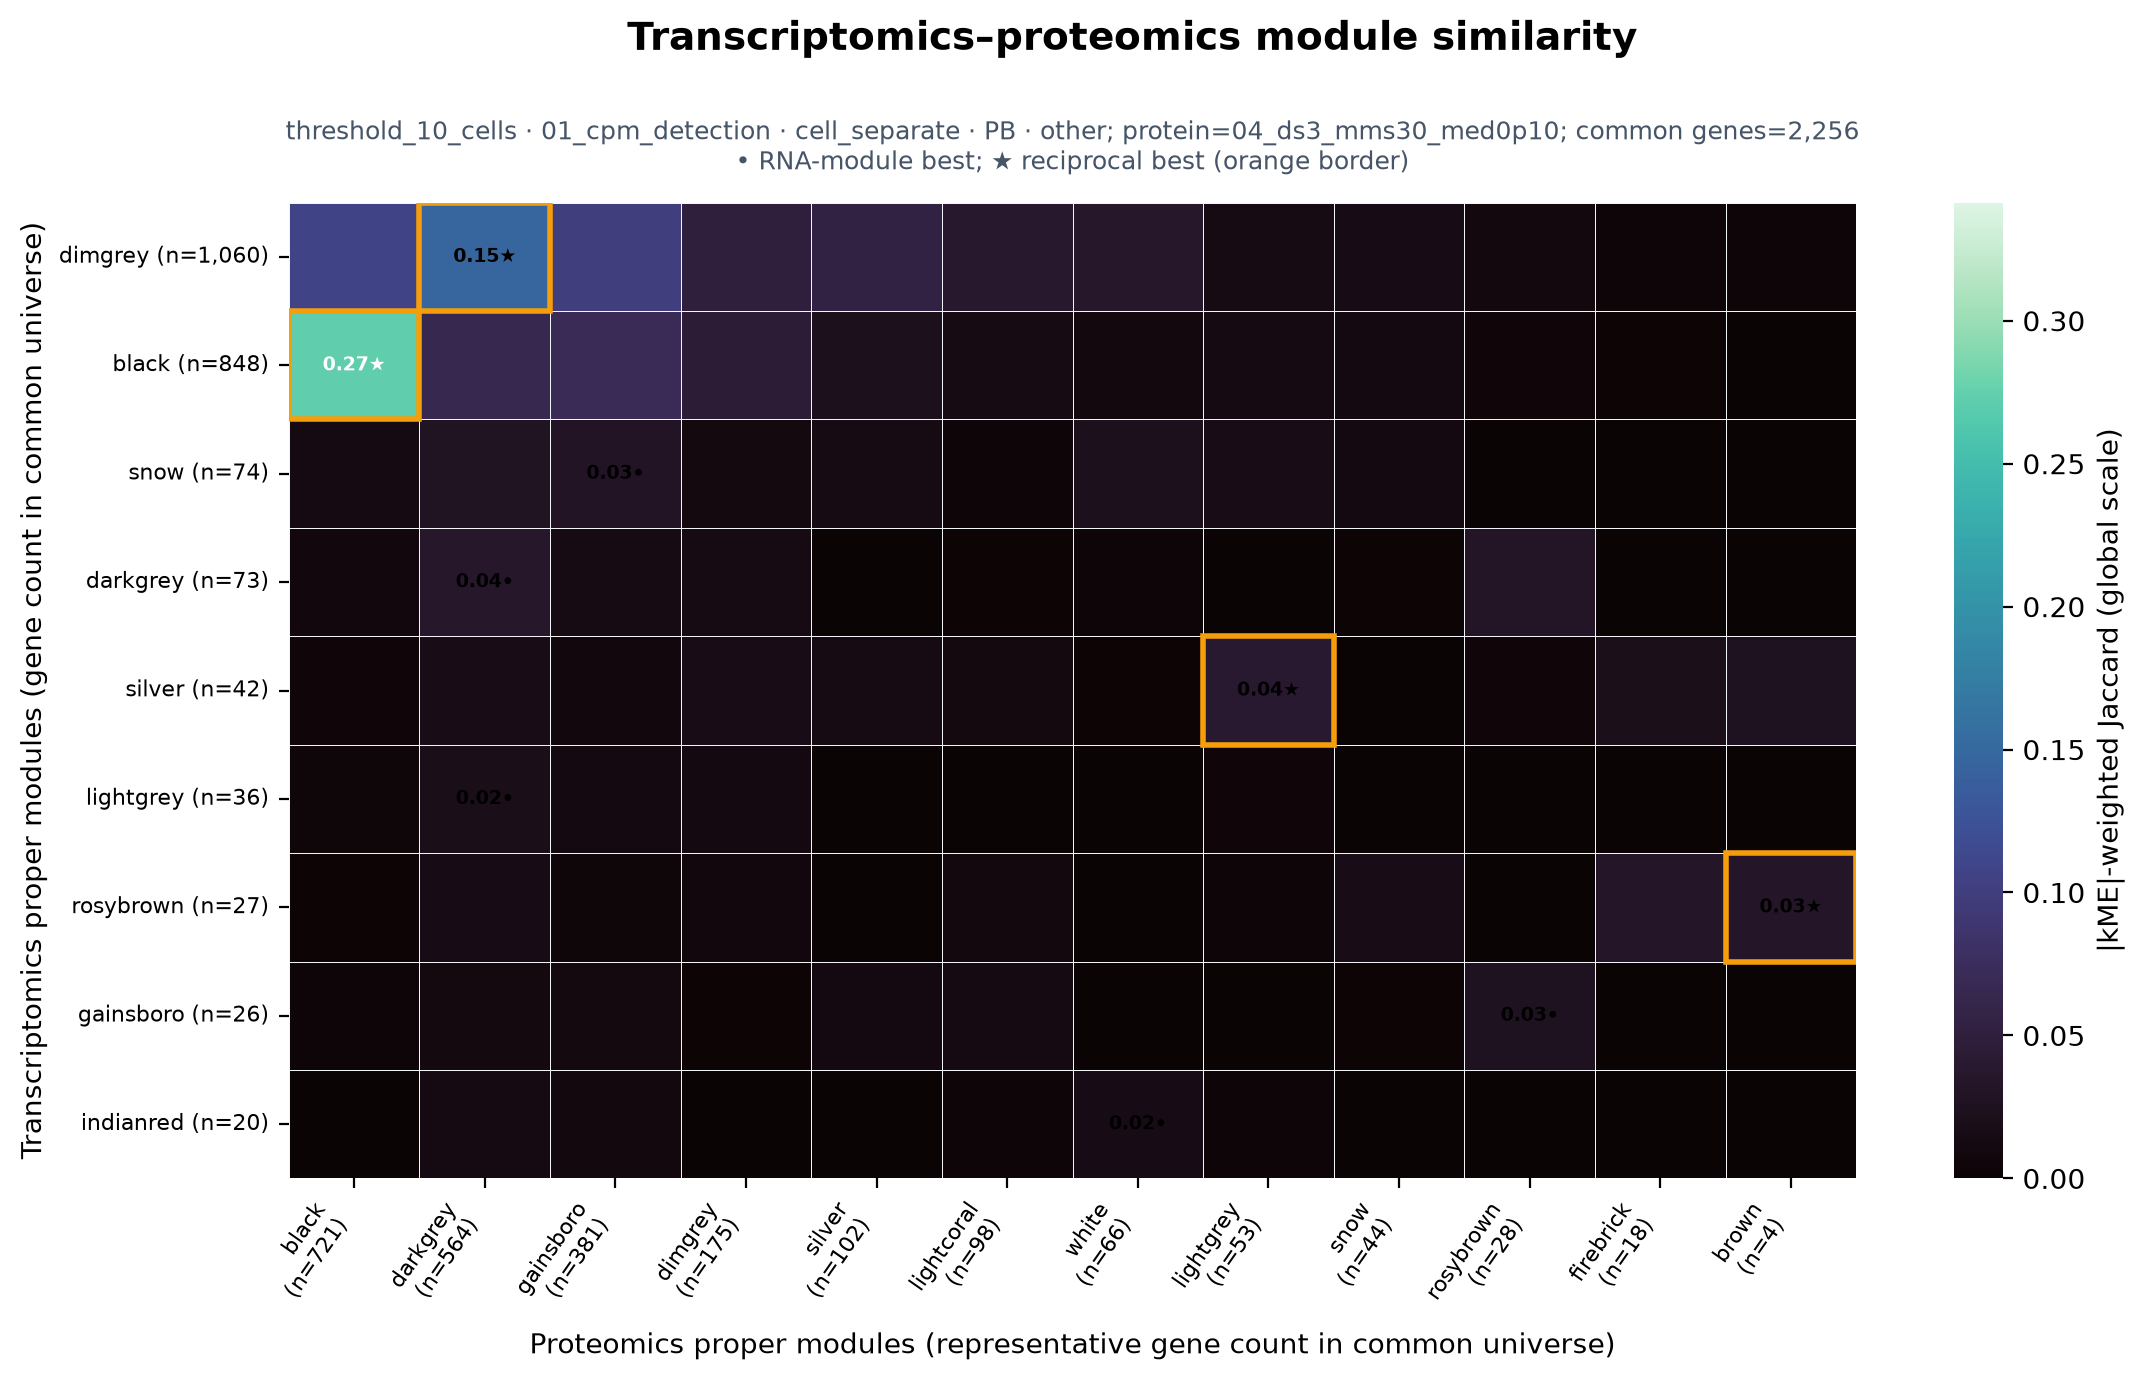 Transcriptomics–proteomics module similarity
threshold_10_cells · 01_cpm_detection · cell_separate · PB · other; protein=04_ds3_mms30_med0p10; common genes=2,256
• RNA-module best; ★ reciprocal best (orange border)
Transcriptomics proper modules (gene count in common universe)
dimgrey (n=1,060)
0.15★
black (n=848)
0.27★
snow (n=74)
0.03•
darkgrey (n=73)
0.04•
silver (n=42)
0.04★
lightgrey (n=36)
0.02•
rosybrown (n=27)
0.03★
gainsboro (n=26)
0.03•
indianred (n=20)
0.02•
black
(n=721)
darkgrey
(n=564)
gainsboro
(n=381)
dimgrey
(n=175)
silver
(n=102)
lightcoral
(n=98)
white
(n=66)
lightgrey
(n=53)
snow
(n=44)
rosybrown
(n=28)
firebrick
(n=18)
brown
(n=4)
Proteomics proper modules (representative gene count in common universe)
0.30
0.25
0.20
0.15
0.10
0.05
0.00
|kME|-weighted Jaccard (global scale)